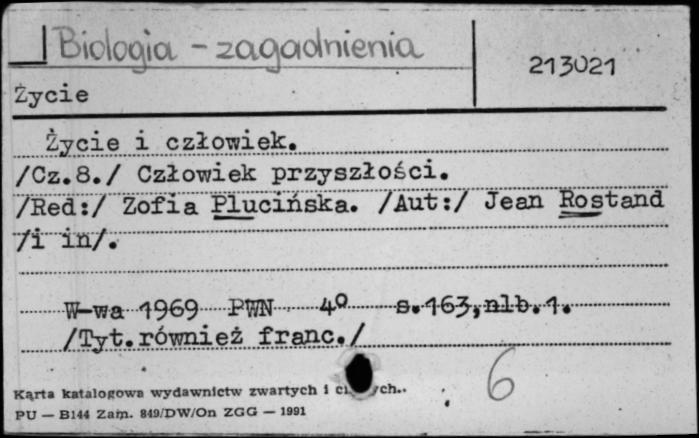 Biologia - zagadnienia
213021
Życie
Życie i człowiek.
/Cz.8./ Człowiek przyszłości.
/Red:/ Zofia Plucińska. /Aut:/ Jean Rostand
/i in/.
W-wa 1969 PWN 4º s.163,nlb.1.
/Tyt.również franc./
6
Karta katalogowa wydawnictw zwartych i
PU — B144 Zam. 849/DW/On ZGG — 1991